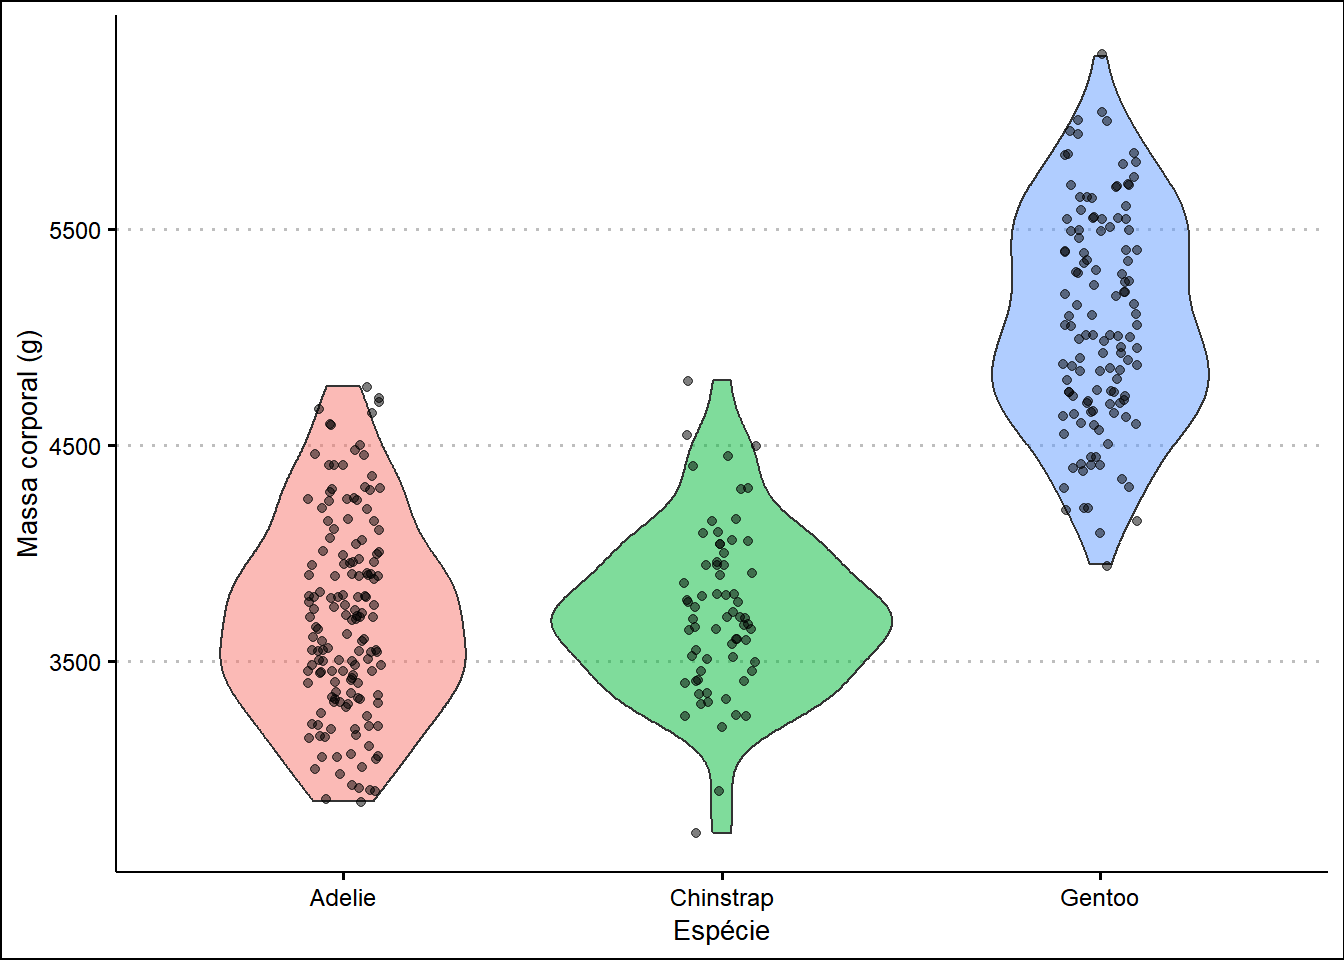 Massa corporal (g)
5500
4500
3500
Adelie
Chinstrap
Gentoo
Espécie